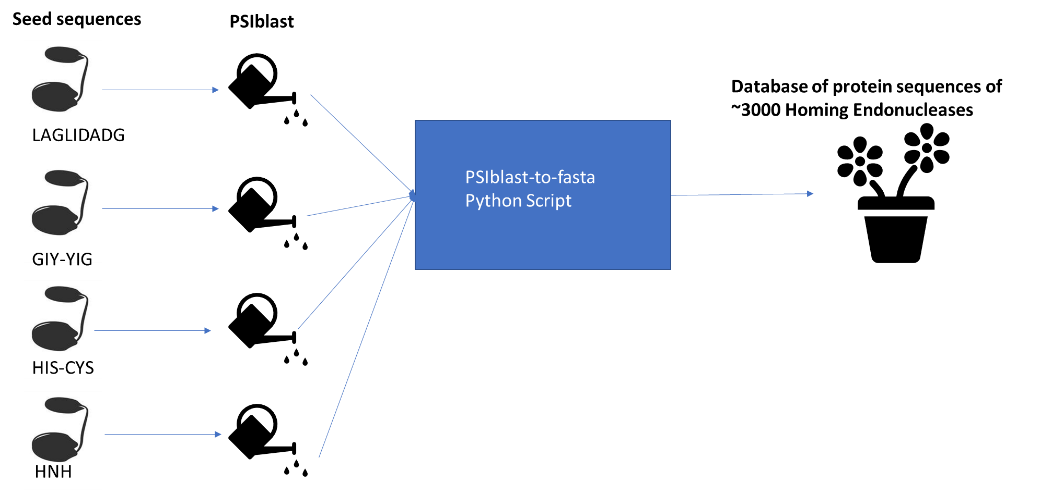 Seed sequences
PSIblast
LAGLIDADG
GIY-YIG
HIS-CYS
HNH
PSIblast-to-fasta
Python Script
Database of protein sequences of
~3000 Homing Endonucleases